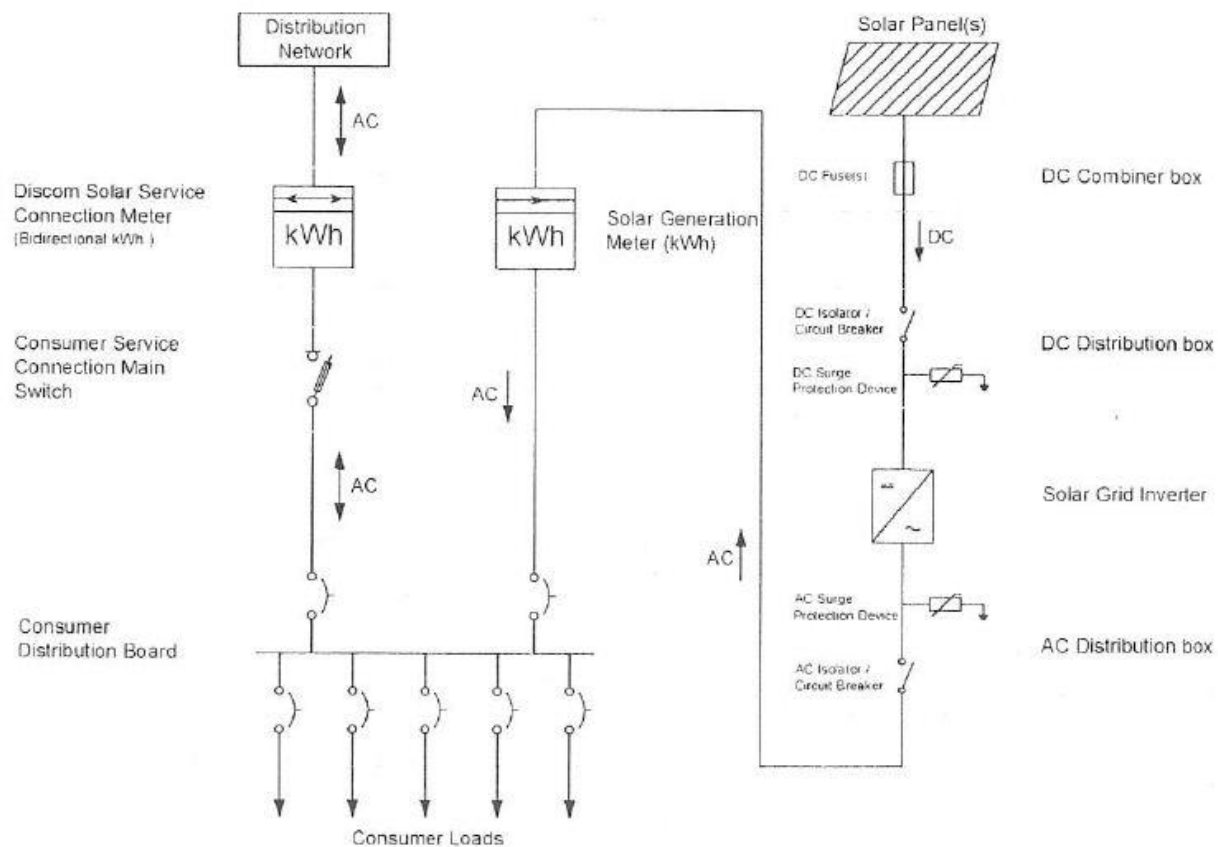 Distribution
Network
AC
Discom Solar Service
Connection Meter
(Bidirectional kWh )
kWh
Consumer Service
Connection Main
Switch
AC
Consumer
Distribution Board
Consumer Loads
kWh
Solar Generation
Meter (kWh)
AC
AC
Solar Panel(s)
DC Fuse(s)
DC Combiner box
DC
DC Isolator /
Circuit Breaker
DC Distribution box
DC Surge
Protection Device
Solar Grid Inverter
AC Surge
Protection Device
AC Distribution box
AC Isolator /
Circuit Breaker